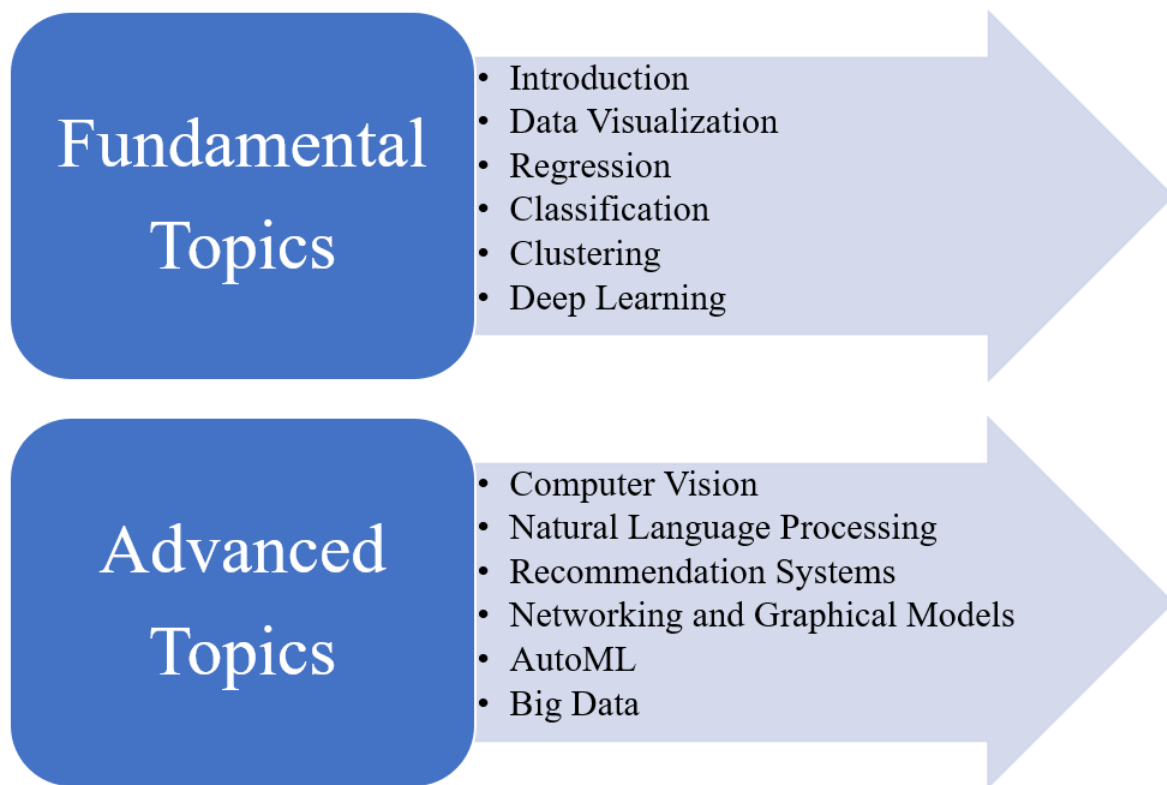 Fundamental
Topics
• Introduction
• Data Visualization
• Regression
• Classification
• Clustering
• Deep Learning
Advanced
Topics
• Computer Vision
• Natural Language Processing
• Recommendation Systems
• Networking and Graphical Models
• AutoML
• Big Data